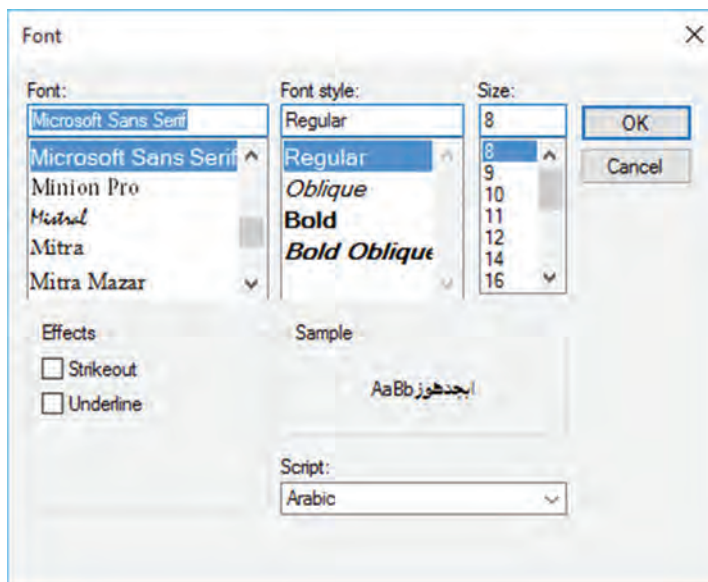 Font
Font:
Microsoft Sans Serif
Microsoft Sans Serif
Minion Pro
Mistral
Mitra
Mitra Mazar
Font style:
Regular
Regular
Oblique
Bold
Bold Oblique
Size:
8
8
9
10
11
12
14
16
OK
Cancel
Effects
Strikeout
Underline
Sample
AaBbابجدهوز
Script:
Arabic